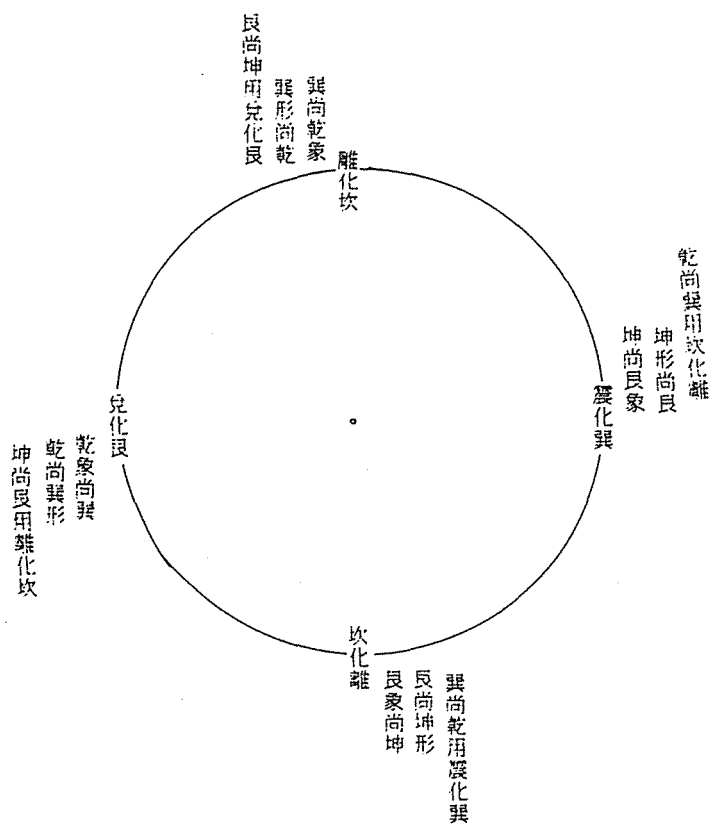 巽尚乾象
巽形尚乾
艮尚坤用兌化艮
離化坎
乾尚巽用坎化離
坤形尚艮
坤尚艮象
震化巽
兌化艮
乾象尚巽
乾尚巽形
坤尚艮用離化坎
坎化離
巽尚乾用震化巽
艮尚坤形
艮象尚坤